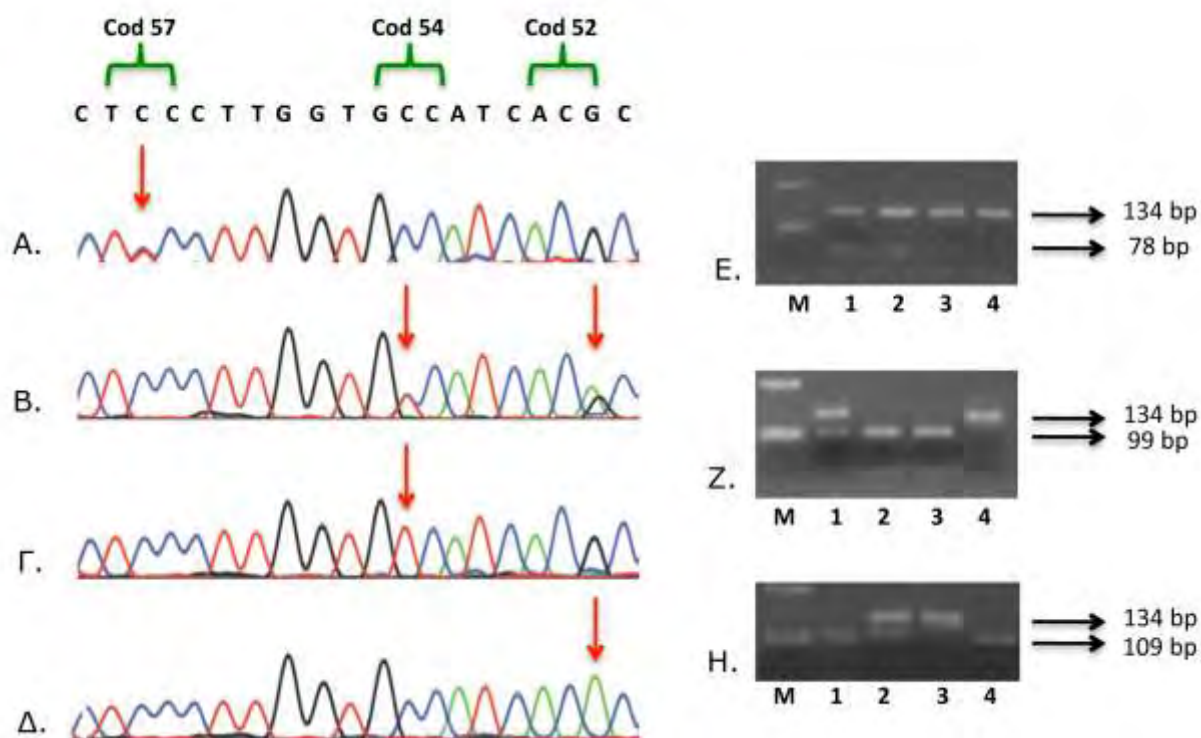 Cod 57 Cod 54 Cod 52
C T C C C T T G G T G C C A T C A C G C
Α.
Β.
Γ.
Δ.
Ε.
134 bp
78 bp
M 1 2 3 4
Ζ.
134 bp
99 bp
M 1 2 3 4
Η.
134 bp
109 bp
M 1 2 3 4